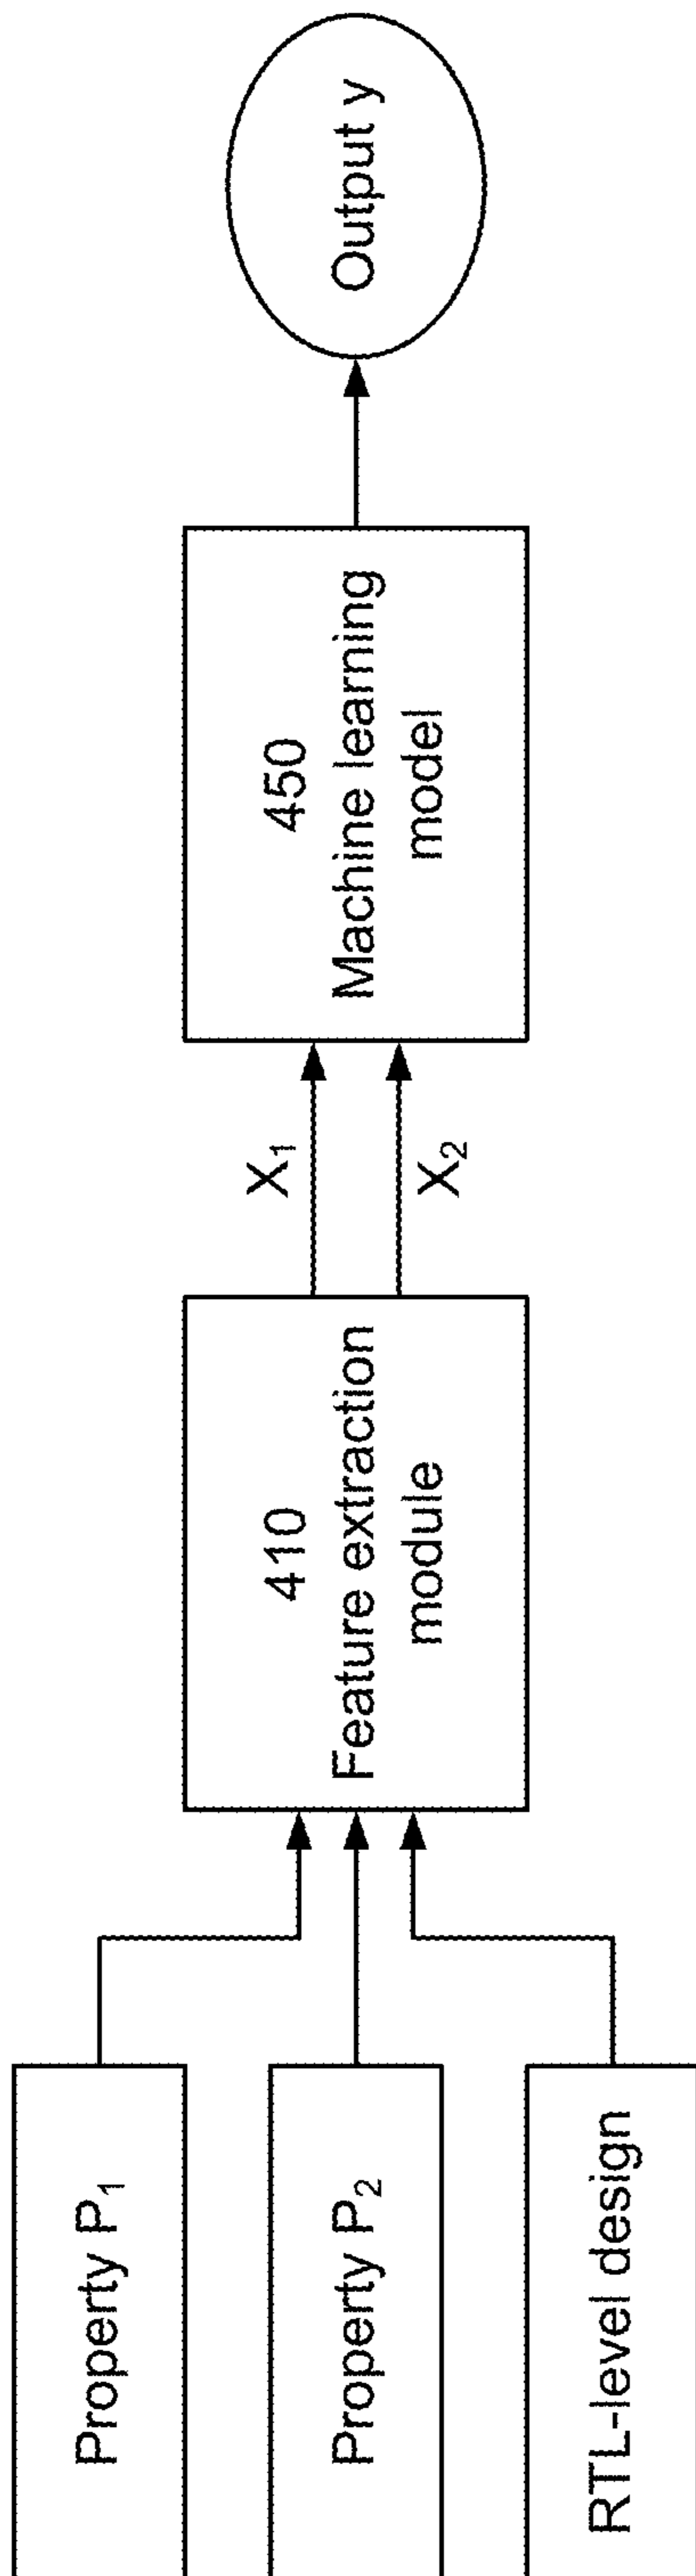 Property P₁
Property P₂
RTL-level design
410
Feature extraction
module
X₁
X₂
450
Machine learning
model
Output y